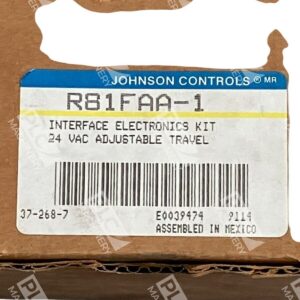 JOHNSON CONTROLS ® MR
R81FAA-1
INTERFACE ELECTRONICS KIT
24 VAC ADJUSTABLE TRAVEL
37-268-7 E0039474 9114
ASSEMBLED IN MEXICO